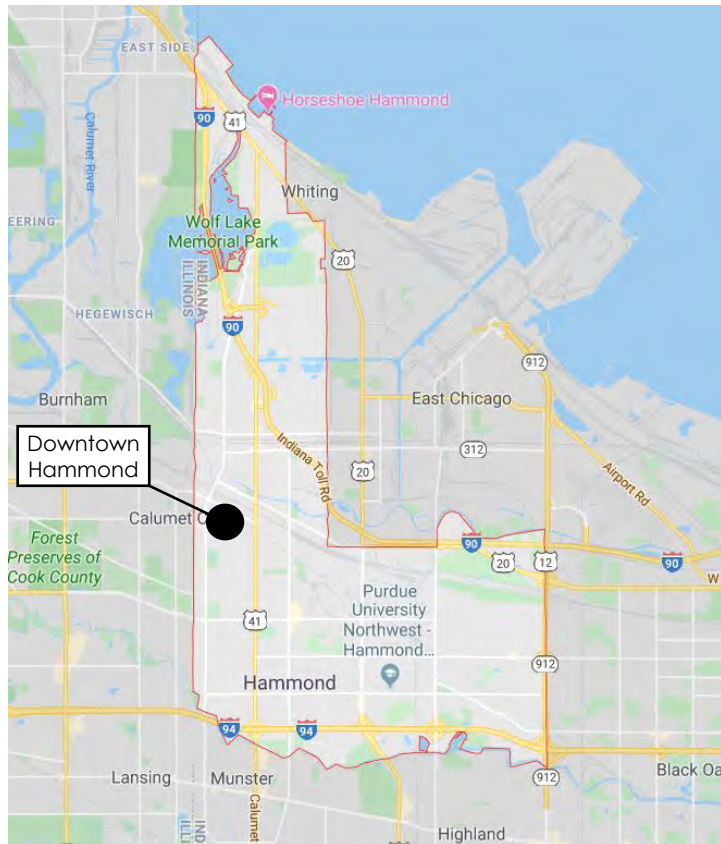 EAST SIDE
Calumet River
90
41
Horseshoe Hammond
Whiting
EERING
Wolf Lake
Memorial Park
20
INDIANA
ILLINOIS
HEGEWISCH
90
912
Burnham
East Chicago
Downtown
Hammond
312
Indiana Toll Rd
20
Airport Rd
Calumet C
Forest
Preserves of
Cook County
90
20
12
90
W
Purdue
University
Northwest -
Hammond...
41
912
Hammond
94
94
Lansing
Munster
912
Black Oa
Calumet
IND
ILLI
Highland